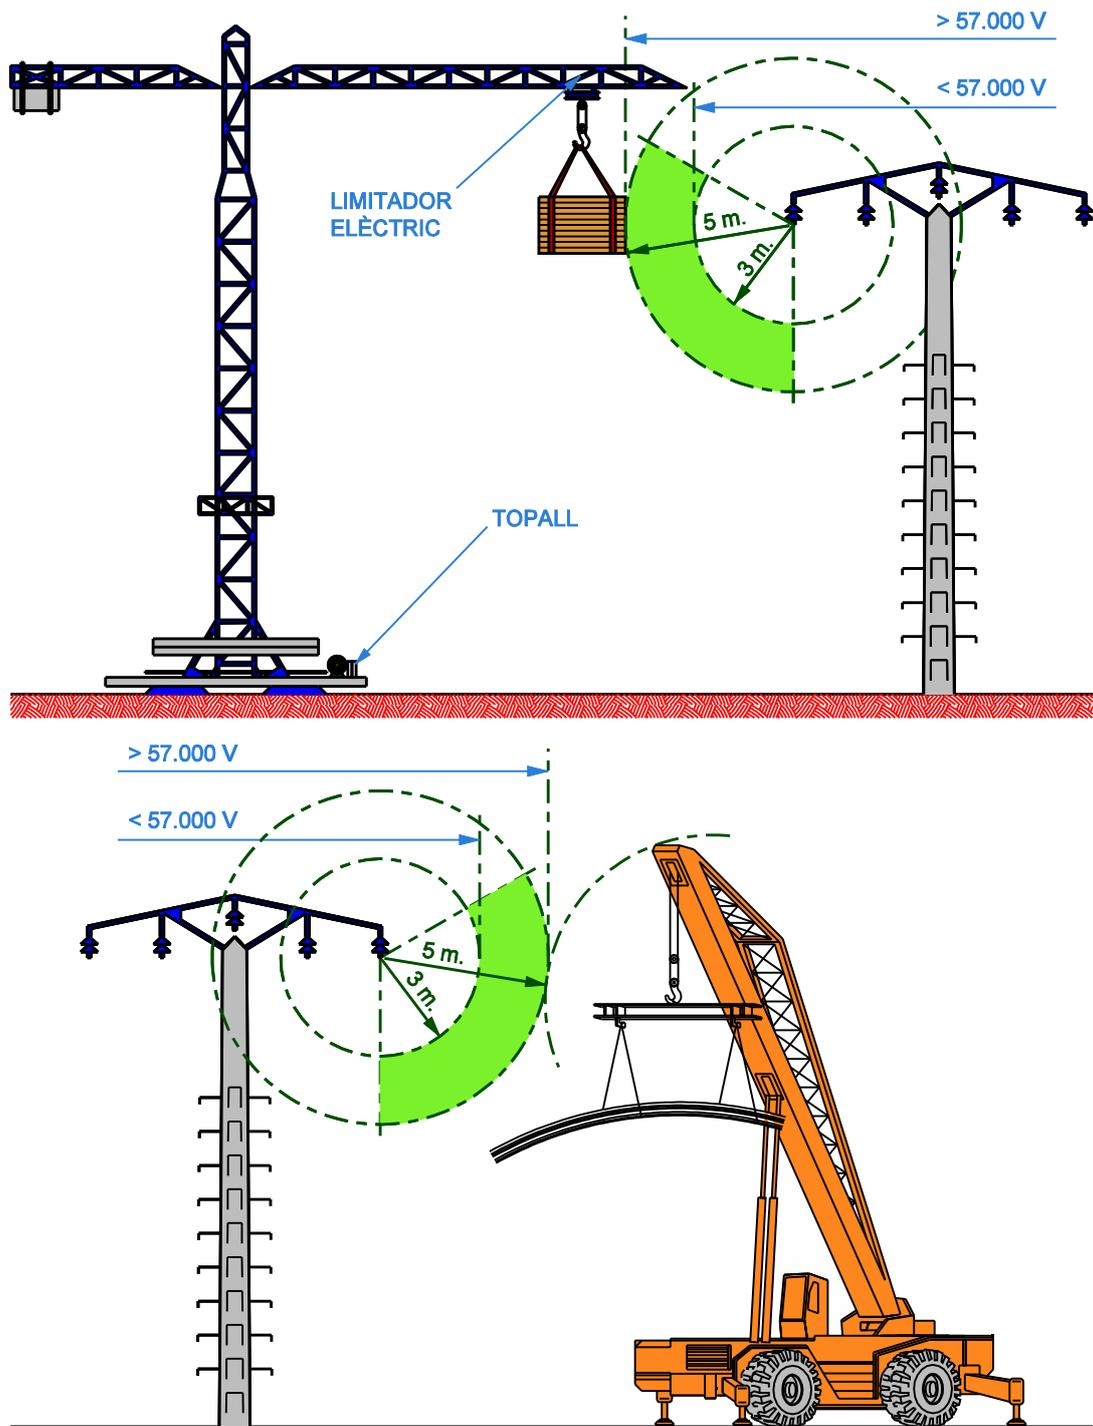 > 57.000 V
< 57.000 V
LIMITADOR
ELÈCTRIC
5 m.
3 m.
TOPALL
> 57.000 V
< 57.000 V
5 m.
3 m.